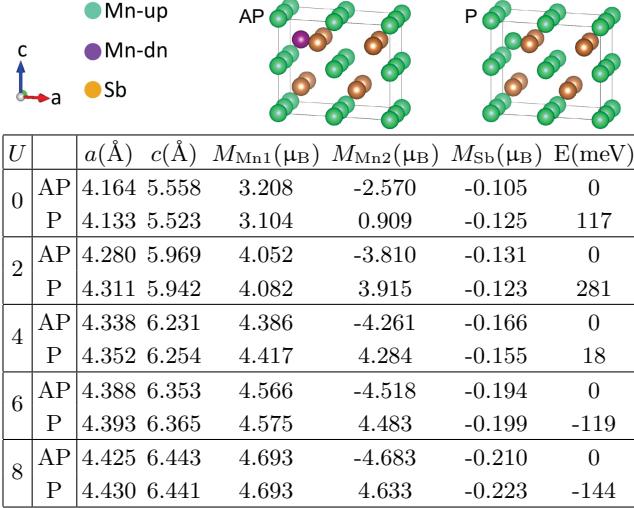 Mn-up
Mn-dn
Sb
c
a
AP
P
U a(Å) c(Å) M_Mn1(μ_B) M_Mn2(μ_B) M_Sb(μ_B) E(meV)
0 AP 4.164 5.558 3.208 -2.570 -0.105 0
P 4.133 5.523 3.104 0.909 -0.125 117
2 AP 4.280 5.969 4.052 -3.810 -0.131 0
P 4.311 5.942 4.082 3.915 -0.123 281
4 AP 4.338 6.231 4.386 -4.261 -0.166 0
P 4.352 6.254 4.417 4.284 -0.155 18
6 AP 4.388 6.353 4.566 -4.518 -0.194 0
P 4.393 6.365 4.575 4.483 -0.199 -119
8 AP 4.425 6.443 4.693 -4.683 -0.210 0
P 4.430 6.441 4.693 4.633 -0.223 -144